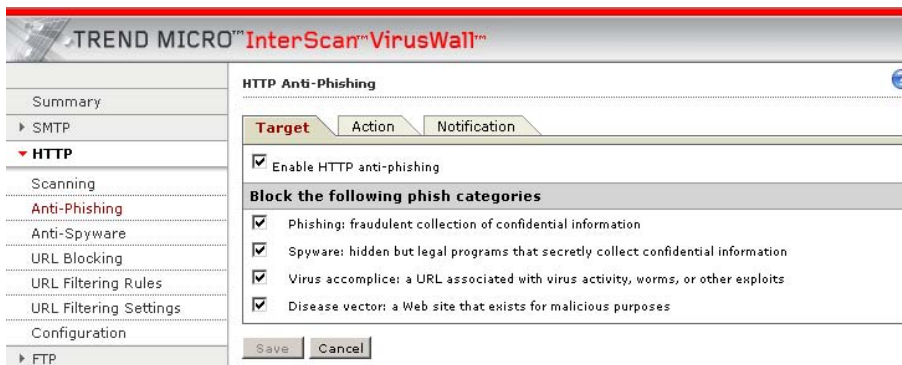 TREND MICRO™ InterScan™ VirusWall™
Summary
SMTP
HTTP
Scanning
Anti-Phishing
Anti-Spyware
URL Blocking
URL Filtering Rules
URL Filtering Settings
Configuration
FTP
HTTP Anti-Phishing
Target Action Notification
Enable HTTP anti-phishing
Block the following phish categories
Phishing: fraudulent collection of confidential information
Spyware: hidden but legal programs that secretly collect confidential information
Virus accomplice: a URL associated with virus activity, worms, or other exploits
Disease vector: a Web site that exists for malicious purposes
Save Cancel